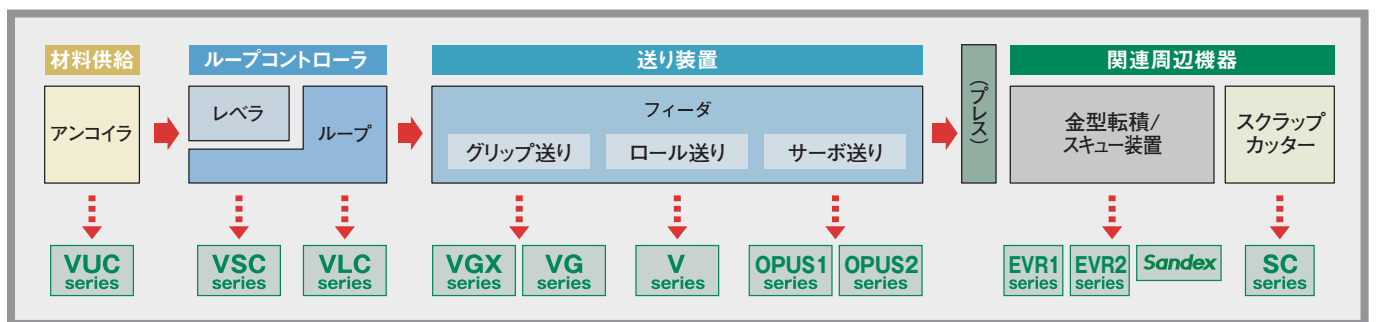 材料供給
ループコントローラ
送り装置
関連周辺機器
アンコイラ
レベラ
ループ
フィーダ
グリップ送り
ロール送り
サーボ送り
（プレス）
金型転積/
スキュー装置
スクラップ
カッター
VUC
series
VSC
series
VLC
series
VGX
series
VG
series
V
series
OPUS1
series
OPUS2
series
EVR1
series
EVR2
series
Sandex
SC
series